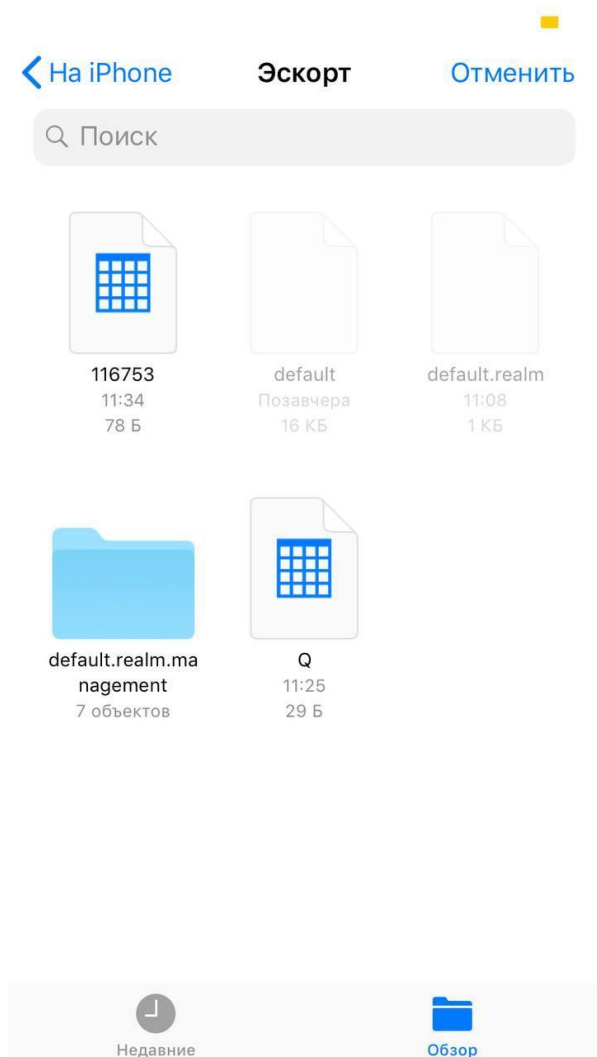 На iPhone Эскорт Отменить
Поиск
116753 default default.realm
11:34 Позавчера 11:08
78 Б 16 КБ 1 КБ
default.realm.ma Q
nagement 11:25
7 объектов 29 Б
Недавние Обзор